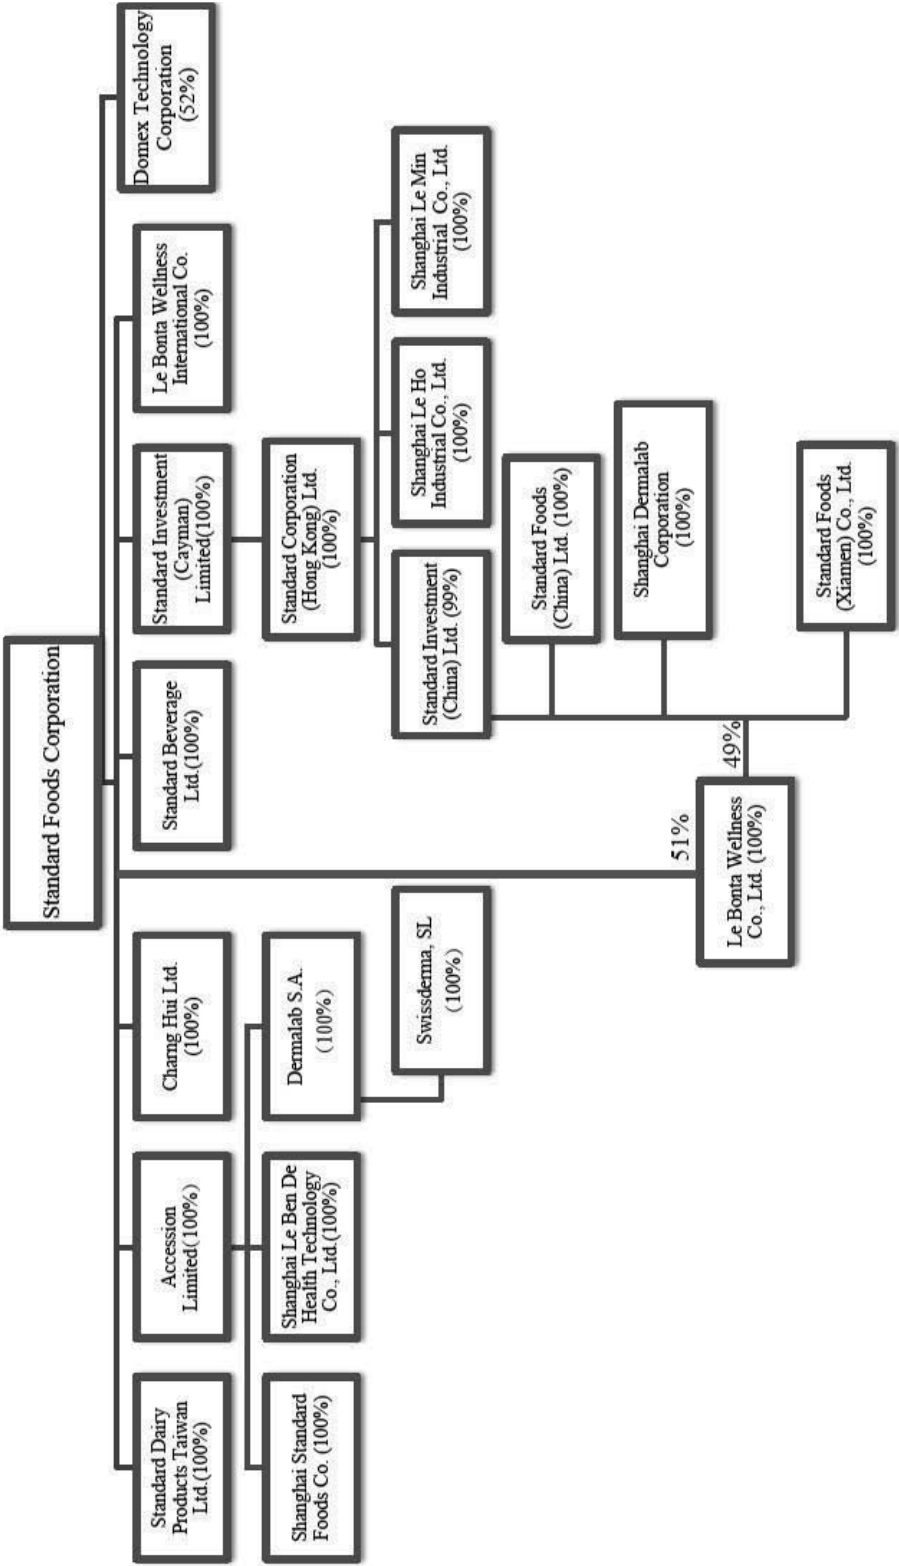 Standard Foods Corporation
Standard Dairy
Products Taiwan
Ltd.(100%)
Accession
Limited(100%)
Charng Hui Ltd.
(100%)
Standard Beverage
Ltd.(100%)
Standard Investment
(Cayman)
Limited(100%)
Le Bonta Wellness
International Co.
(100%)
Domex Technology
Corporation
(52%)
Shanghai Standard
Foods Co. (100%)
Shanghai Le Ben De
Health Technology
Co., Ltd.(100%)
Dermalab S.A.
(100%)
Standard Corporation
(Hong Kong) Ltd.
(100%)
Swissderma, SL
(100%)
Standard Investment
(China) Ltd. (99%)
Shanghai Le Ho
Industrial Co., Ltd.
(100%)
Shanghai Le Min
Industrial Co., Ltd.
(100%)
Standard Foods
(China) Ltd. (100%)
Shanghai Dermalab
Corporation
(100%)
51%
49%
Le Bonta Wellness
Co., Ltd. (100%)
Standard Foods
(Xiamen) Co., Ltd.
(100%)